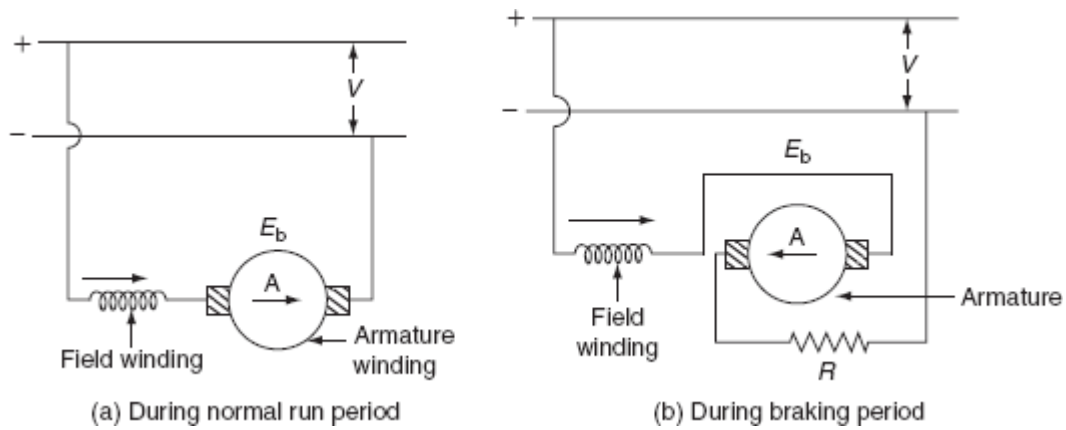 +
V
−
E_b
A
Field winding
Armature
winding
(a) During normal run period
+
V
−
E_b
A
Armature
Field
winding
R
(b) During braking period